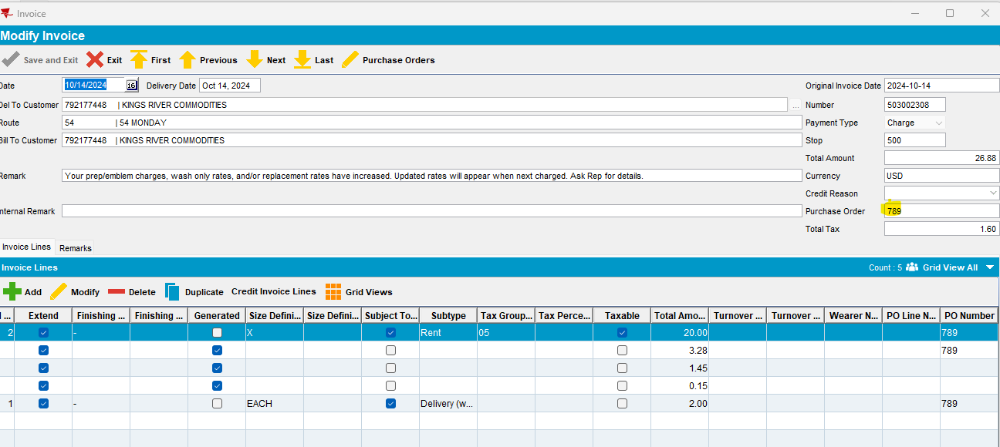 Invoice
Modify Invoice
Save and Exit Exit First Previous Next Last Purchase Orders
Date 10/14/2024 16 Delivery Date Oct 14, 2024 Original Invoice Date 2024-10-14
Del To Customer 792177448 | KINGS RIVER COMMODITIES ... Number 503002308
Route 54 | 54 MONDAY Payment Type Charge
Bill To Customer 792177448 | KINGS RIVER COMMODITIES Stop 500
Total Amount 26.88
Remark Your prep/emblem charges, wash only rates, and/or replacement rates have increased. Updated rates will appear when next charged. Ask Rep for details. Currency USD
Credit Reason
Internal Remark Purchase Order 789
Total Tax 1.60
Invoice Lines Remarks
Invoice Lines Count : 5 Grid View All
Add Modify Delete Duplicate Credit Invoice Lines Grid Views
... Extend Finishing ... Finishing ... Generated Size Defini... Size Defini... Subject To... Subtype Tax Group... Tax Perce... Taxable Total Amo... Turnover ... Turnover ... Wearer N... PO Line N... PO Number
2 - X Rent 05 20.00 789
3.28 789
1.45
0.15
1 - EACH Delivery (w... 2.00 789